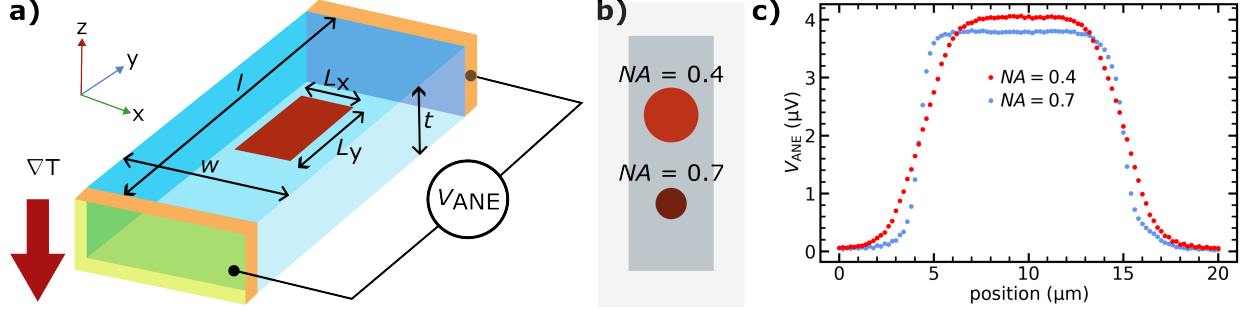 a)
z
y
x
∇T
l
Lx
Ly
w
t
VANE
b)
NA = 0.4
NA = 0.7
c)
VANE (μV)
4
3
2
1
0
NA = 0.4
NA = 0.7
0 5 10 15 20
position (μm)